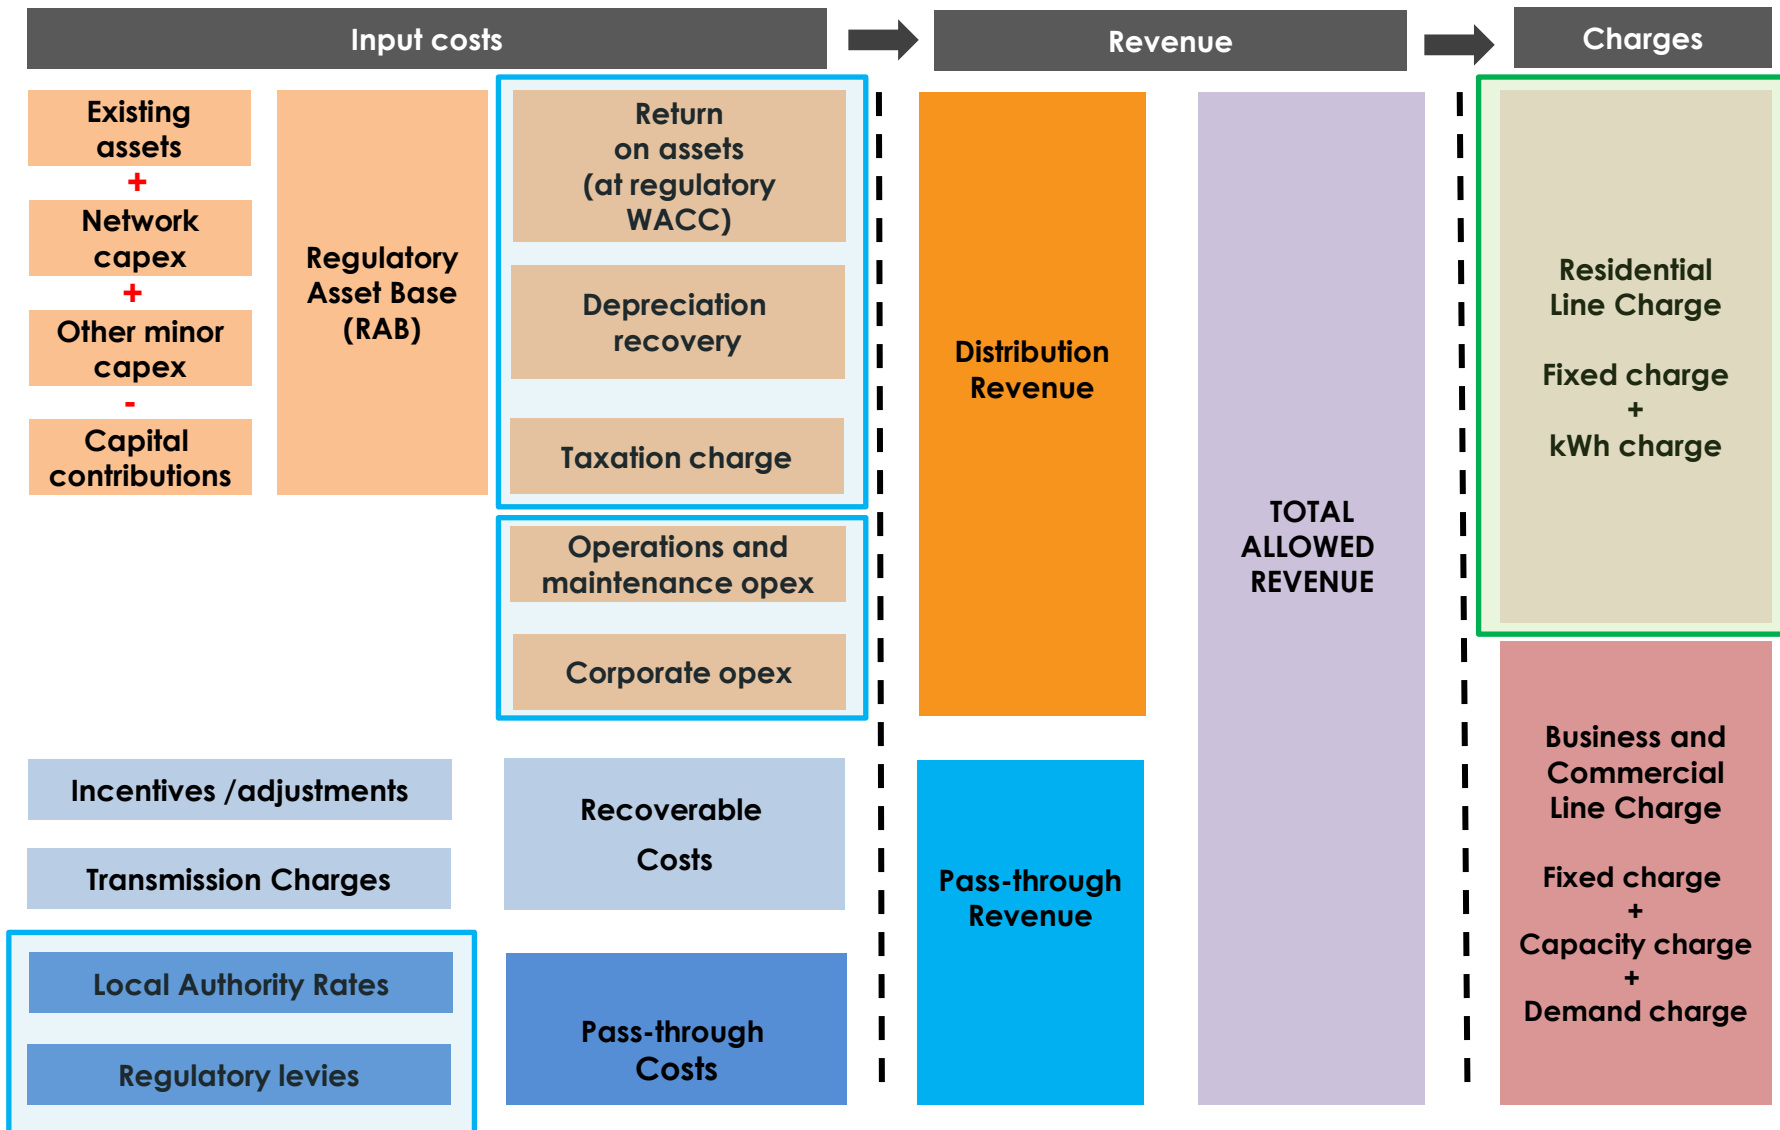 Input costs
Revenue
Charges
Existing
assets
+
Network
capex
+
Other minor
capex
-
Capital
contributions
Regulatory
Asset Base
(RAB)
Return
on assets
(at regulatory
WACC)
Depreciation
recovery
Taxation charge
Operations and
maintenance opex
Corporate opex
Incentives /adjustments
Transmission Charges
Local Authority Rates
Regulatory levies
Recoverable
Costs
Pass-through
Costs
Distribution
Revenue
Pass-through
Revenue
TOTAL
ALLOWED
REVENUE
Residential
Line Charge
Fixed charge
+
kWh charge
Business and
Commercial
Line Charge
Fixed charge
+
Capacity charge
+
Demand charge